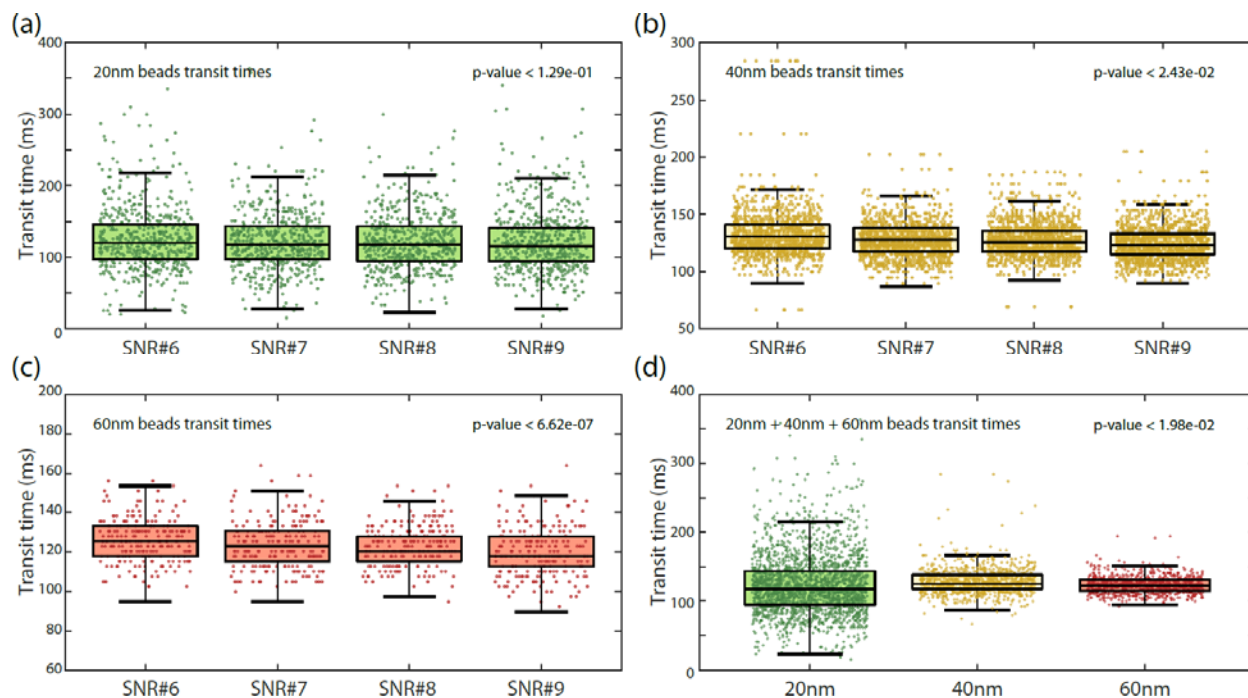 (a)
400
300
200
100
0
Transit time (ms)
20nm beads transit times
p-value < 1.29e-01
SNR#6 SNR#7 SNR#8 SNR#9
(b)
300
250
200
150
100
50
Transit time (ms)
40nm beads transit times
p-value < 2.43e-02
SNR#6 SNR#7 SNR#8 SNR#9
(c)
200
180
160
140
120
100
80
60
Transit time (ms)
60nm beads transit times
p-value < 6.62e-07
SNR#6 SNR#7 SNR#8 SNR#9
(d)
400
300
200
100
0
Transit time (ms)
20nm + 40nm + 60nm beads transit times
p-value < 1.98e-02
20nm 40nm 60nm